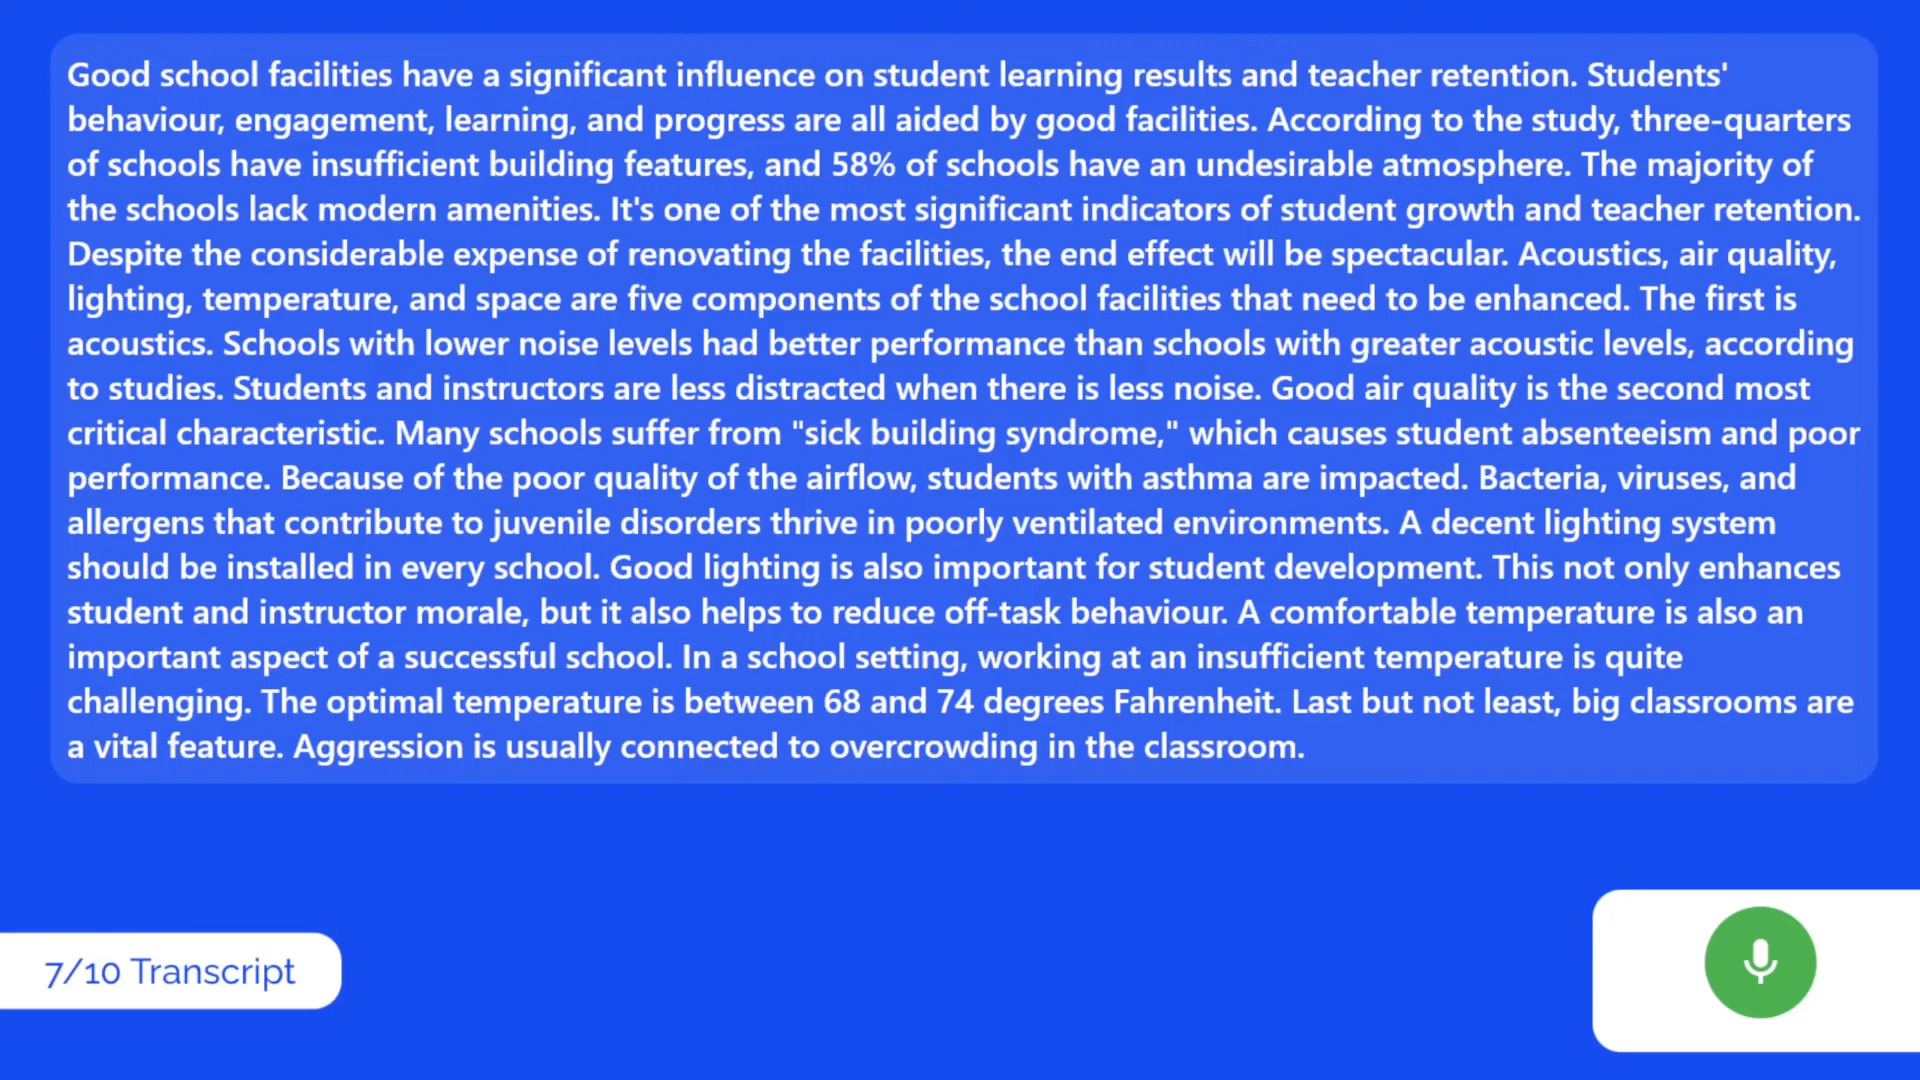 Good school facilities have a significant influence on student learning results and teacher retention. Students'
behaviour, engagement, learning, and progress are all aided by good facilities. According to the study, three-quarters
of schools have insufficient building features, and 58% of schools have an undesirable atmosphere. The majority of
the schools lack modern amenities. It's one of the most significant indicators of student growth and teacher retention.
Despite the considerable expense of renovating the facilities, the end effect will be spectacular. Acoustics, air quality,
lighting, temperature, and space are five components of the school facilities that need to be enhanced. The first is
acoustics. Schools with lower noise levels had better performance than schools with greater acoustic levels, according
to studies. Students and instructors are less distracted when there is less noise. Good air quality is the second most
critical characteristic. Many schools suffer from "sick building syndrome," which causes student absenteeism and poor
performance. Because of the poor quality of the airflow, students with asthma are impacted. Bacteria, viruses, and
allergens that contribute to juvenile disorders thrive in poorly ventilated environments. A decent lighting system
should be installed in every school. Good lighting is also important for student development. This not only enhances
student and instructor morale, but it also helps to reduce off-task behaviour. A comfortable temperature is also an
important aspect of a successful school. In a school setting, working at an insufficient temperature is quite
challenging. The optimal temperature is between 68 and 74 degrees Fahrenheit. Last but not least, big classrooms are
a vital feature. Aggression is usually connected to overcrowding in the classroom.
7/10 Transcript